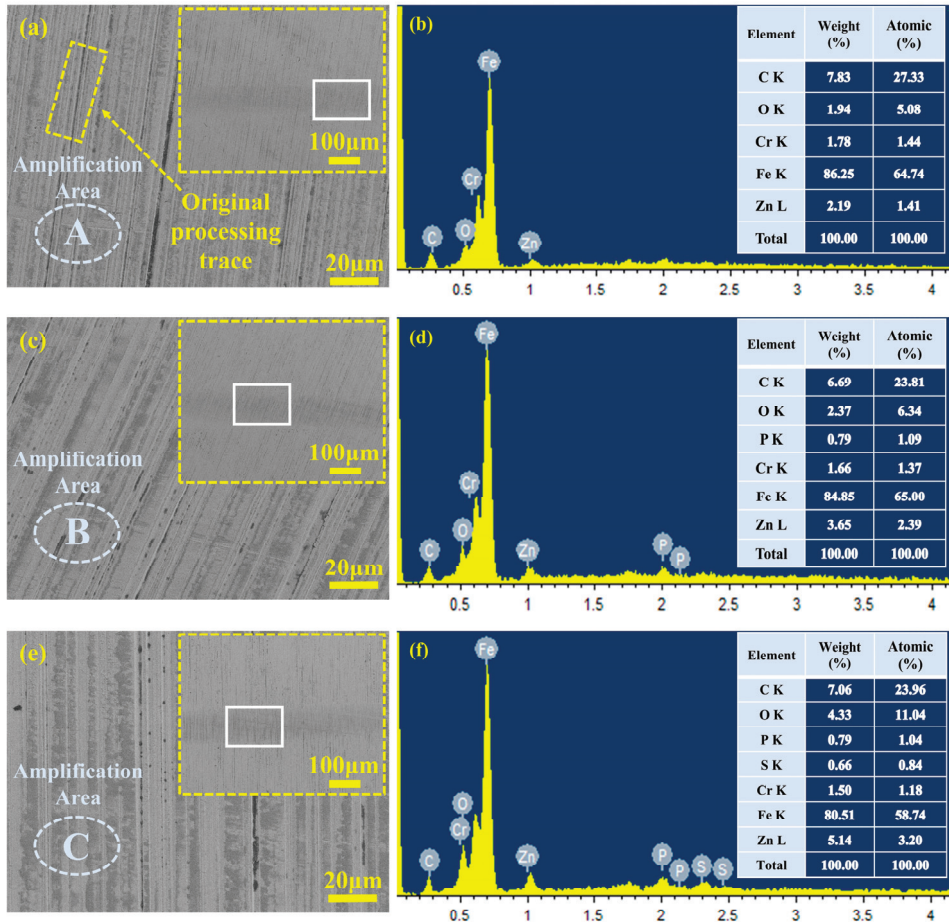 (a)
100μm
Amplification
Area
A
Original
processing
trace
20μm
(b)
Fe
Cr
O
C
Zn
0.5 1 1.5 2 2.5 3 3.5 4
Element Weight (%) Atomic (%)
C K 7.83 27.33
O K 1.94 5.08
Cr K 1.78 1.44
Fe K 86.25 64.74
Zn L 2.19 1.41
Total 100.00 100.00
(c)
100μm
Amplification
Area
B
20μm
(d)
Fe
Cr
O
C
Zn
P
P
0.5 1 1.5 2 2.5 3 3.5 4
Element Weight (%) Atomic (%)
C K 6.69 23.81
O K 2.37 6.34
P K 0.79 1.09
Cr K 1.66 1.37
Fe K 84.85 65.00
Zn L 3.65 2.39
Total 100.00 100.00
(e)
100μm
Amplification
Area
C
20μm
(f)
Fe
O
Cr
C
Zn
P
P
S
S
0.5 1 1.5 2 2.5 3 3.5 4
Element Weight (%) Atomic (%)
C K 7.06 23.96
O K 4.33 11.04
P K 0.79 1.04
S K 0.66 0.84
Cr K 1.50 1.18
Fe K 80.51 58.74
Zn L 5.14 3.20
Total 100.00 100.00